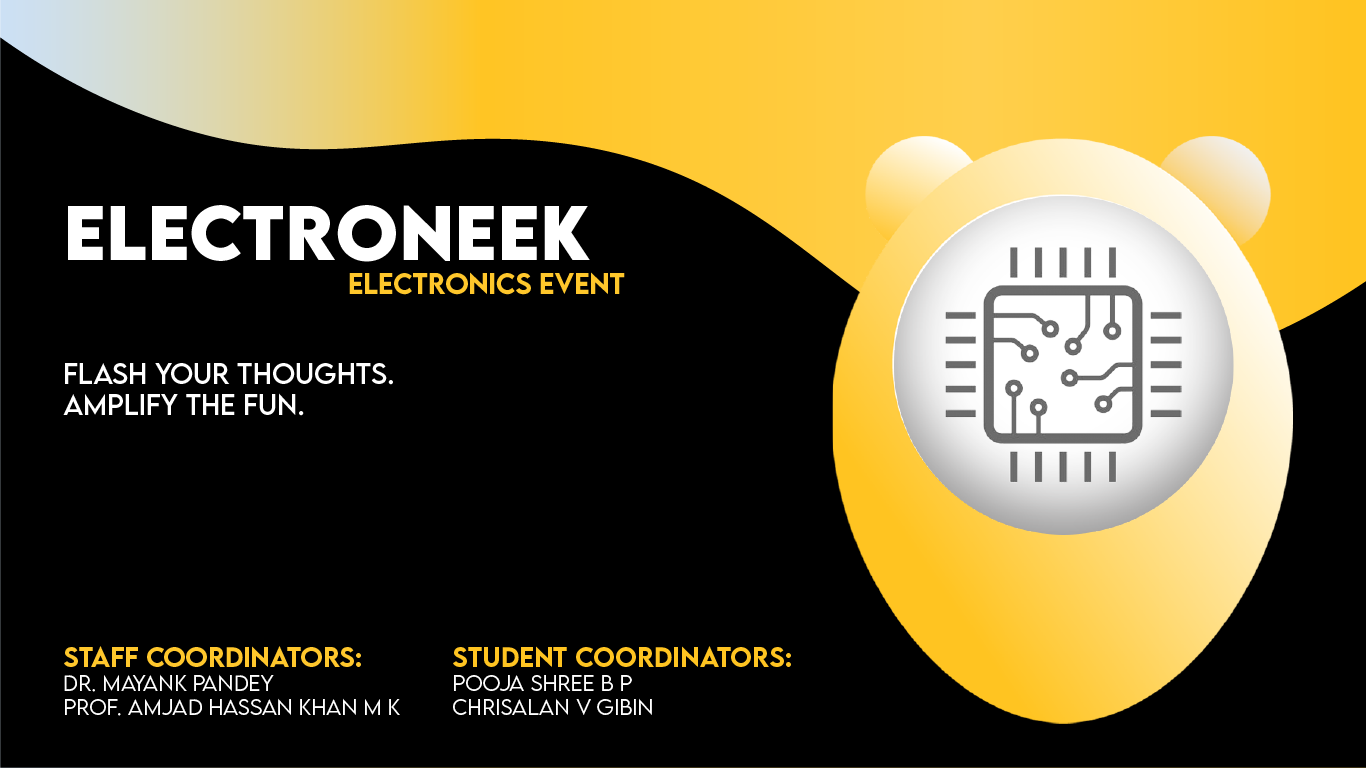 ELECTRONEEK
ELECTRONICS EVENT
FLASH YOUR THOUGHTS.
AMPLIFY THE FUN.
STAFF COORDINATORS:
DR. MAYANK PANDEY
PROF. AMJAD HASSAN KHAN M K
STUDENT COORDINATORS:
POOJA SHREE B P
CHRISALAN V GIBIN